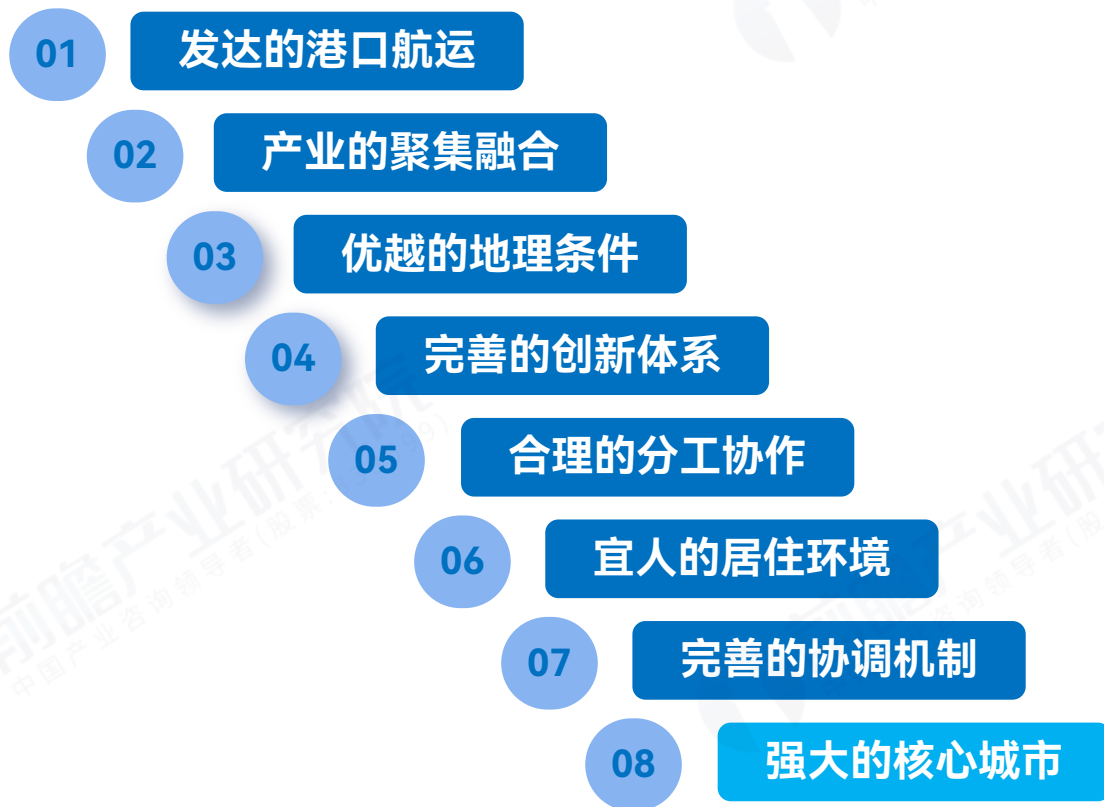 01 发达的港口航运
02 产业的聚集融合
03 优越的地理条件
04 完善的创新体系
05 合理的分工协作
06 宜人的居住环境
07 完善的协调机制
08 强大的核心城市